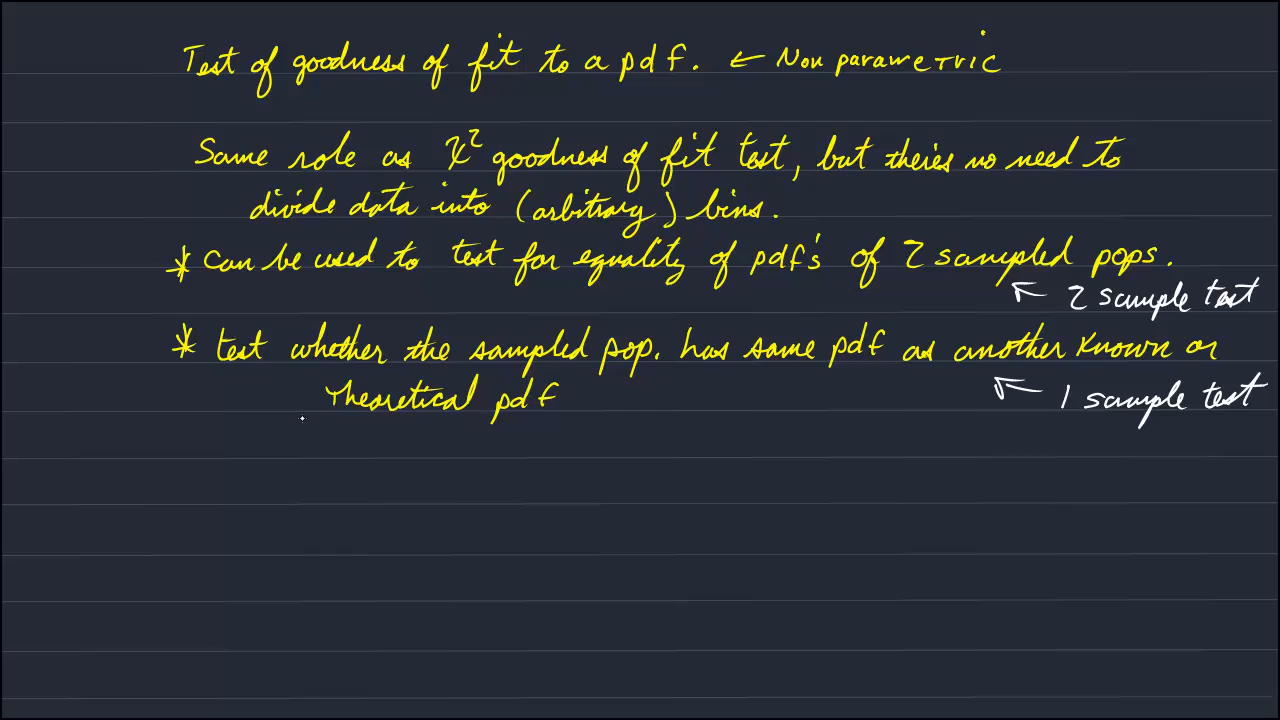 Test of goodness of fit to a pdf. ← Non parametric
Same role as χ² goodness of fit test, but theres no need to
divide data into (arbitrary) bins.
* can be used to test for equality of pdf's of 2 sampled pops.
↖ 2 sample test
* test whether the sampled pop. has same pdf as another known or
Theoretical pdf
↖ 1 sample test